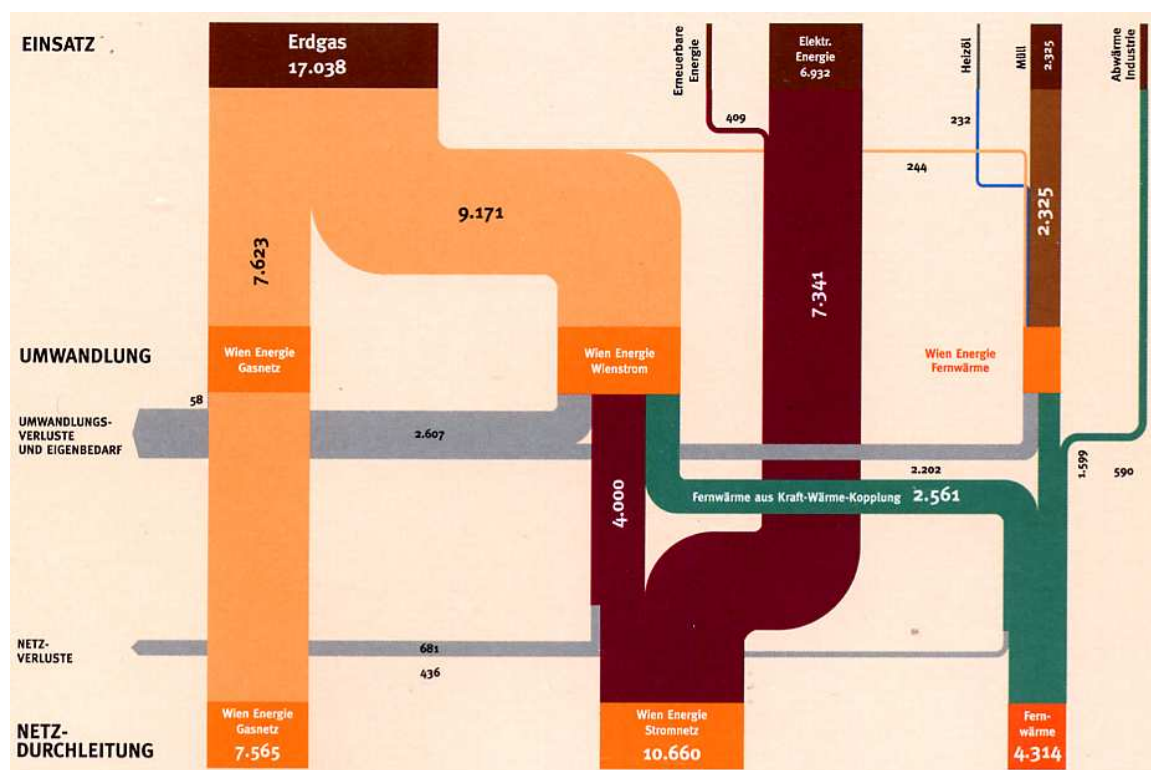 EINSATZ
Erdgas
17.038
Erneuerbare
Energie
Elektr.
Energie
6.932
Heizöl
Müll
2.325
Abwärme
Industrie
409
232
244
9.171
7.623
7.341
2.325
UMWANDLUNG
Wien Energie
Gasnetz
Wien Energie
Wienstrom
Wien Energie
Fernwärme
58
UMWANDLUNGS-
VERLUSTE
UND EIGENBEDARF
2.607
2.202
1.599
590
4.000
Fernwärme aus Kraft-Wärme-Kopplung 2.561
NETZ-
VERLUSTE
681
436
NETZ-
DURCHLEITUNG
Wien Energie
Gasnetz
7.565
Wien Energie
Stromnetz
10.660
Fern-
wärme
4.314